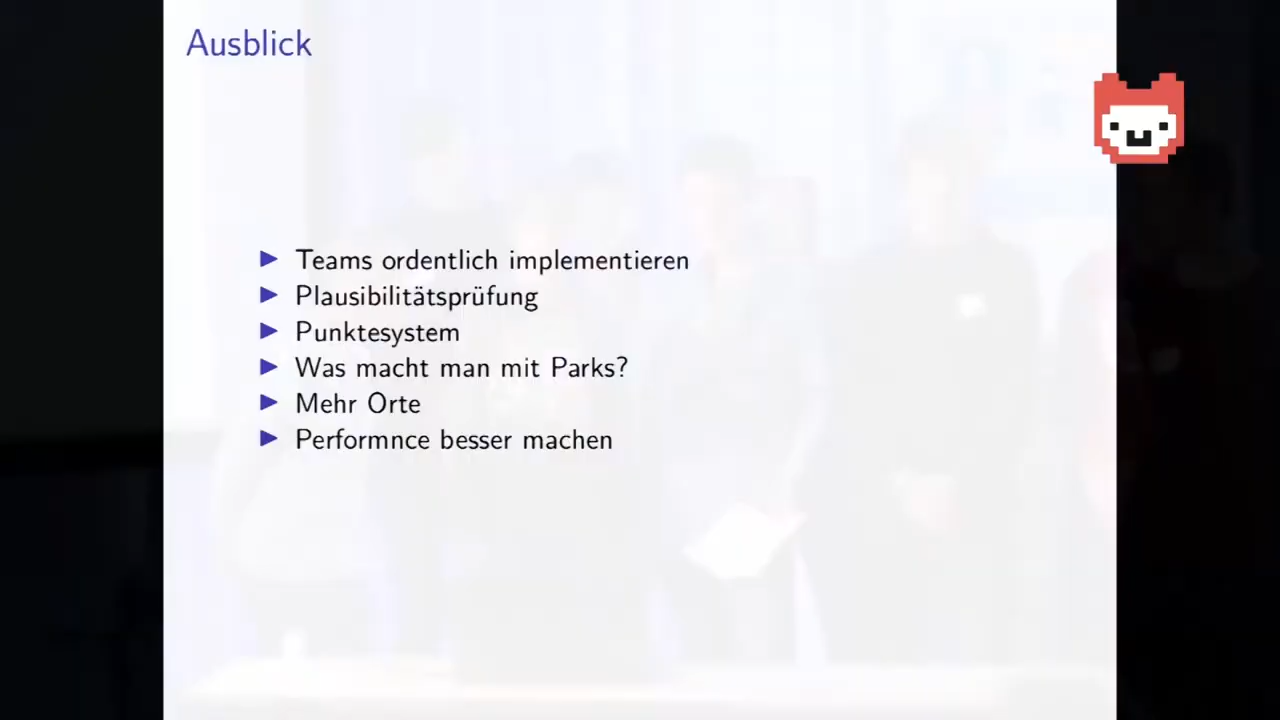 Ausblick
Teams ordentlich implementieren
Plausibilitätsprüfung
Punktesystem
Was macht man mit Parks?
Mehr Orte
Performnce besser machen